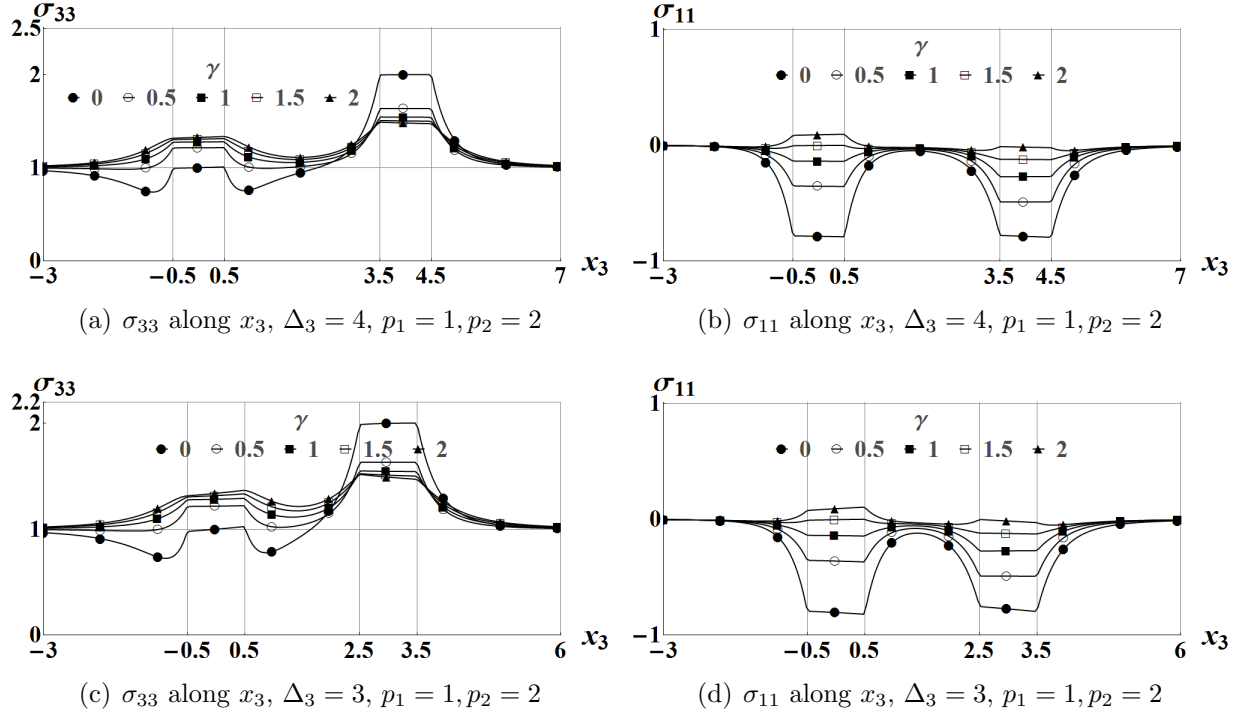 σ33
2.5
2
1
0
γ
0 0.5 1 1.5 2
−3 −0.5 0.5 3.5 4.5 7
x3
(a) σ33 along x3, Δ3 = 4, p1 = 1, p2 = 2
σ11
1
0
−1
γ
0 0.5 1 1.5 2
−3 −0.5 0.5 3.5 4.5 7
x3
(b) σ11 along x3, Δ3 = 4, p1 = 1, p2 = 2
σ33
2.2
2
1
0
γ
0 0.5 1 1.5 2
−3 −0.5 0.5 2.5 3.5 6
x3
(c) σ33 along x3, Δ3 = 3, p1 = 1, p2 = 2
σ11
1
0
−1
γ
0 0.5 1 1.5 2
−3 −0.5 0.5 2.5 3.5 6
x3
(d) σ11 along x3, Δ3 = 3, p1 = 1, p2 = 2